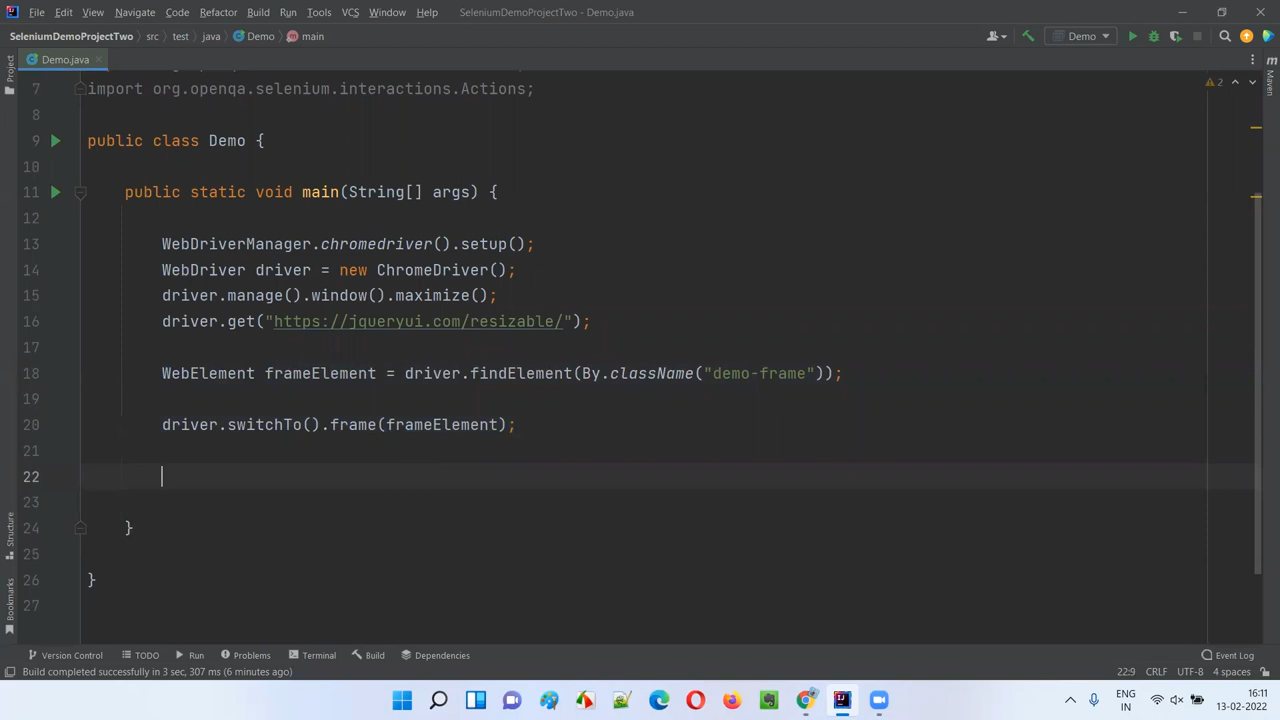 File Edit View Navigate Code Refactor Build Run Tools VCS Window Help SeleniumDemoProjectTwo - Demo.java
SeleniumDemoProjectTwo src test java Demo main Demo
Demo.java
Project
Maven
2
7 import org.openqa.selenium.interactions.Actions;
8
9 public class Demo {
10
11 public static void main(String[] args) {
12
13 WebDriverManager.chromedriver().setup();
14 WebDriver driver = new ChromeDriver();
15 driver.manage().window().maximize();
16 driver.get("https://jqueryui.com/resizable/");
17
18 WebElement frameElement = driver.findElement(By.className("demo-frame"));
19
20 driver.switchTo().frame(frameElement);
21
22
23
24 }
25
26 }
27
Structure
Bookmarks
Version Control TODO Run Problems Terminal Build Dependencies Event Log
Build completed successfully in 3 sec, 307 ms (6 minutes ago) 22:9 CRLF UTF-8 4 spaces
ENG 16:11
IN 13-02-2022